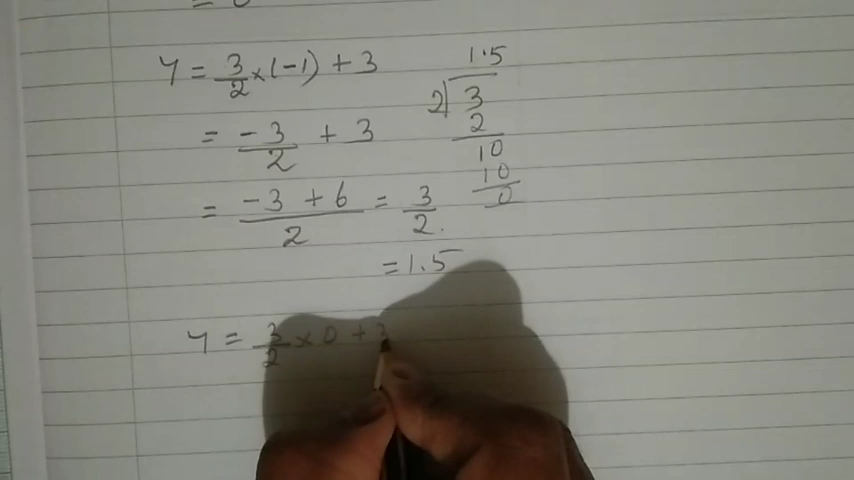 = 0
y = 3/2 × (-1) + 3
= -3/2 + 3
= (-3 + 6)/2 = 3/2.
= 1.5
1.5
2) 3
2
10
10
0
y = 3/2 × 0 + 3